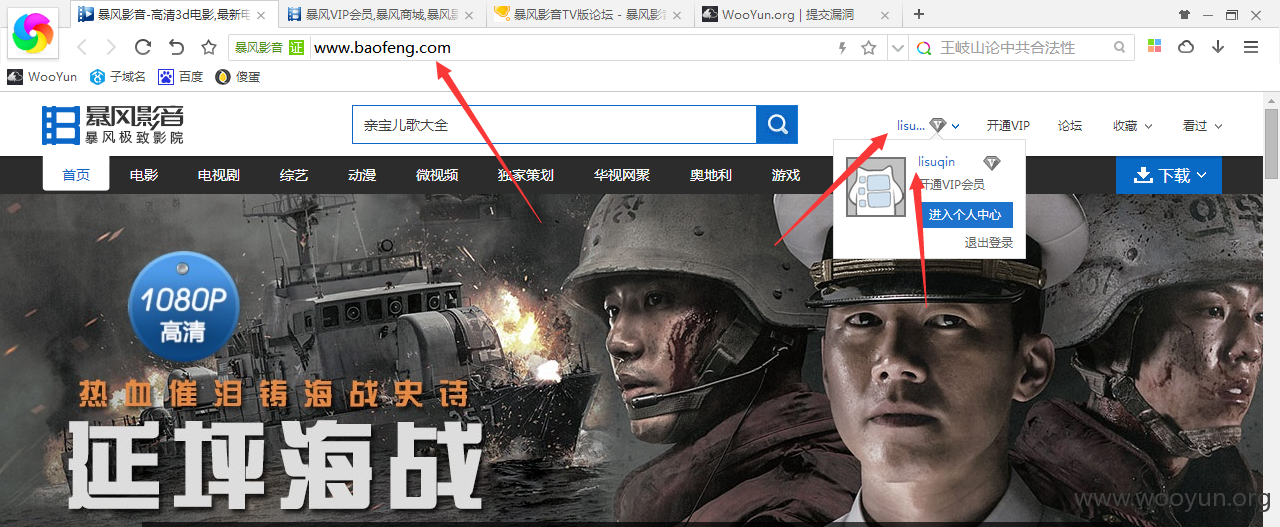 暴风影音-高清3d电影,最新电 暴风VIP会员,暴风商城,暴风影 暴风影音TV版论坛 - 暴风影音 WooYun.org | 提交漏洞
暴风影音 证 www.baofeng.com 王岐山论中共合法性
WooYun 子域名 百度 傻蛋
暴风影音
暴风极致影院
亲宝儿歌大全
lisu... 开通VIP 论坛 收藏 看过
首页 电影 电视剧 综艺 动漫 微视频 独家策划 华视网聚 奥地利 游戏 下载
lisuqin
开通VIP会员
进入个人中心
退出登录
1080P
高清
热血催泪铸海战史诗
延坪海战
www.wooyun.org